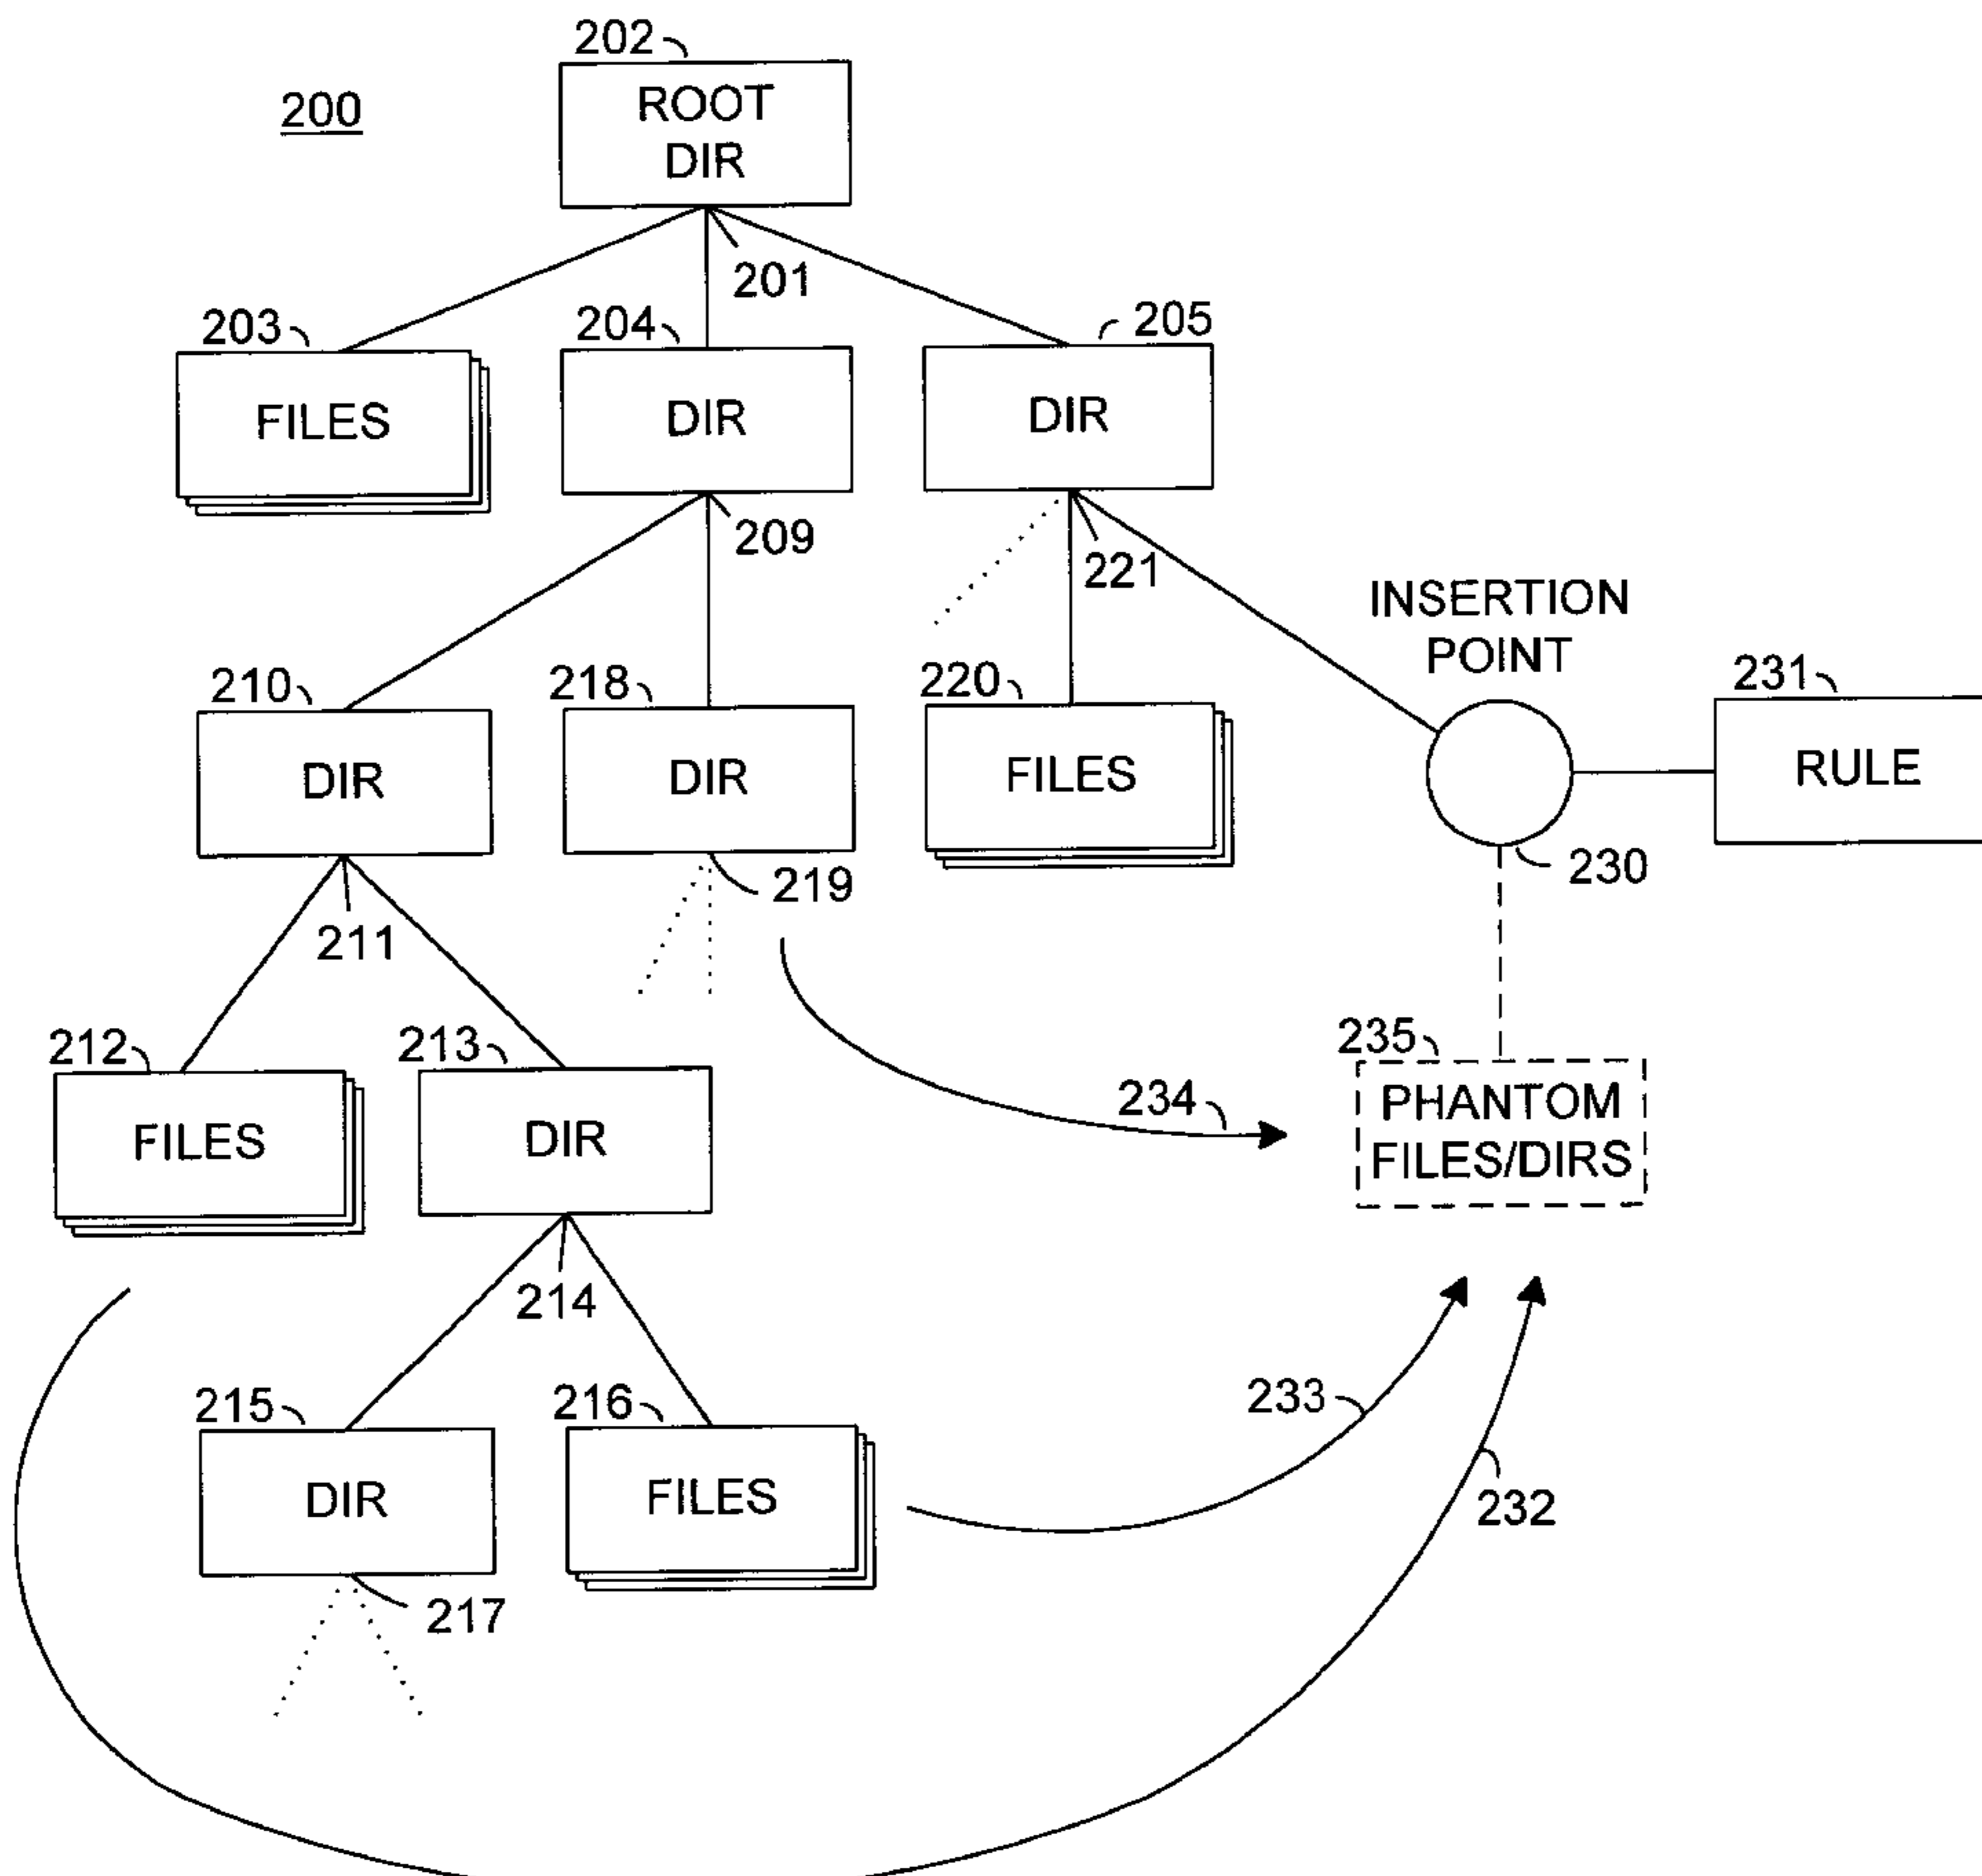 202
200
ROOT
DIR
201
203
204
205
FILES
DIR
DIR
209
221
INSERTION
POINT
210
218
220
231
DIR
DIR
FILES
RULE
219
230
211
212
213
234
235
FILES
DIR
PHANTOM
FILES/DIRS
214
215
216
233
DIR
FILES
232
217